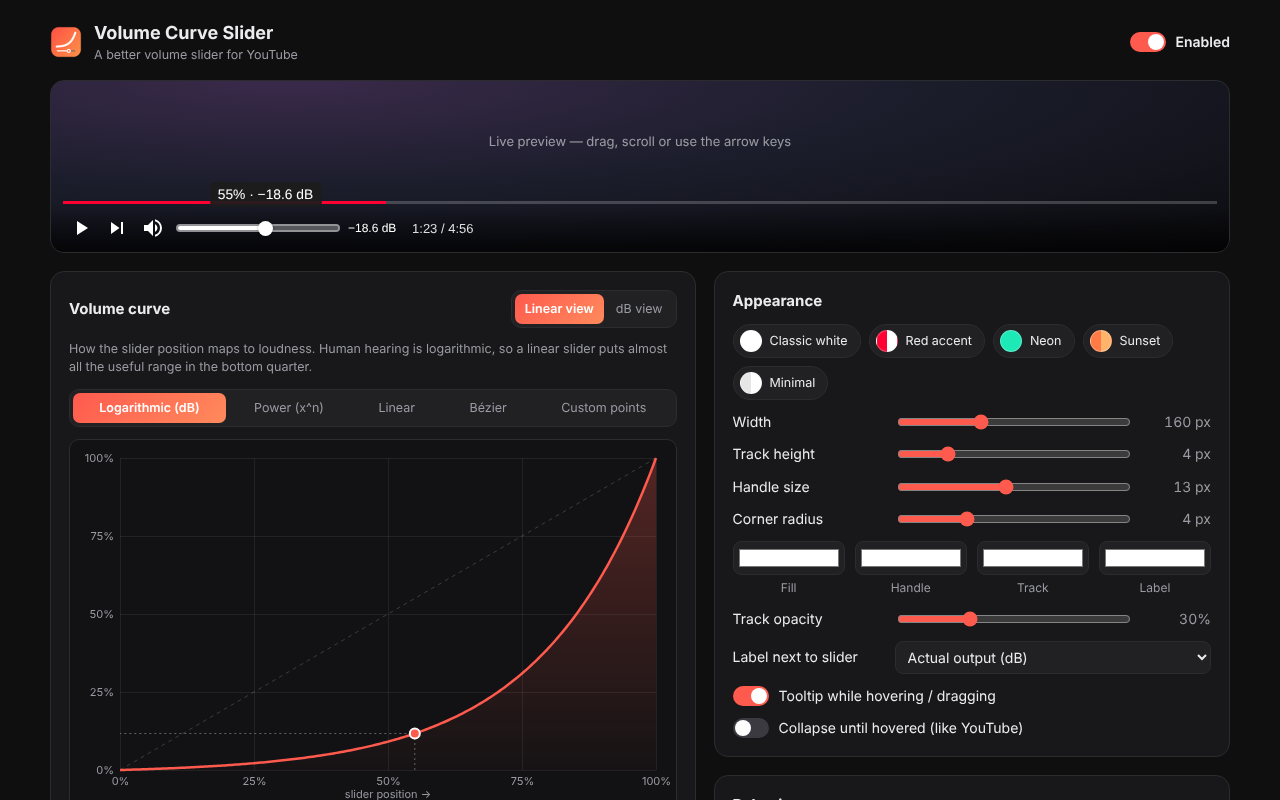 Volume Curve Slider
A better volume slider for YouTube
Enabled
Live preview — drag, scroll or use the arrow keys
55% · −18.6 dB
−18.6 dB
1:23 / 4:56
Volume curve
Linear view
dB view
How the slider position maps to loudness. Human hearing is logarithmic, so a linear slider puts almost
all the useful range in the bottom quarter.
Logarithmic (dB)
Power (x^n)
Linear
Bézier
Custom points
100%
75%
50%
25%
0%
0%
25%
50%
75%
100%
slider position →
Appearance
Classic white
Red accent
Neon
Sunset
Minimal
Width
160 px
Track height
4 px
Handle size
13 px
Corner radius
4 px
Fill
Handle
Track
Label
Track opacity
30%
Label next to slider
Actual output (dB)
Tooltip while hovering / dragging
Collapse until hovered (like YouTube)